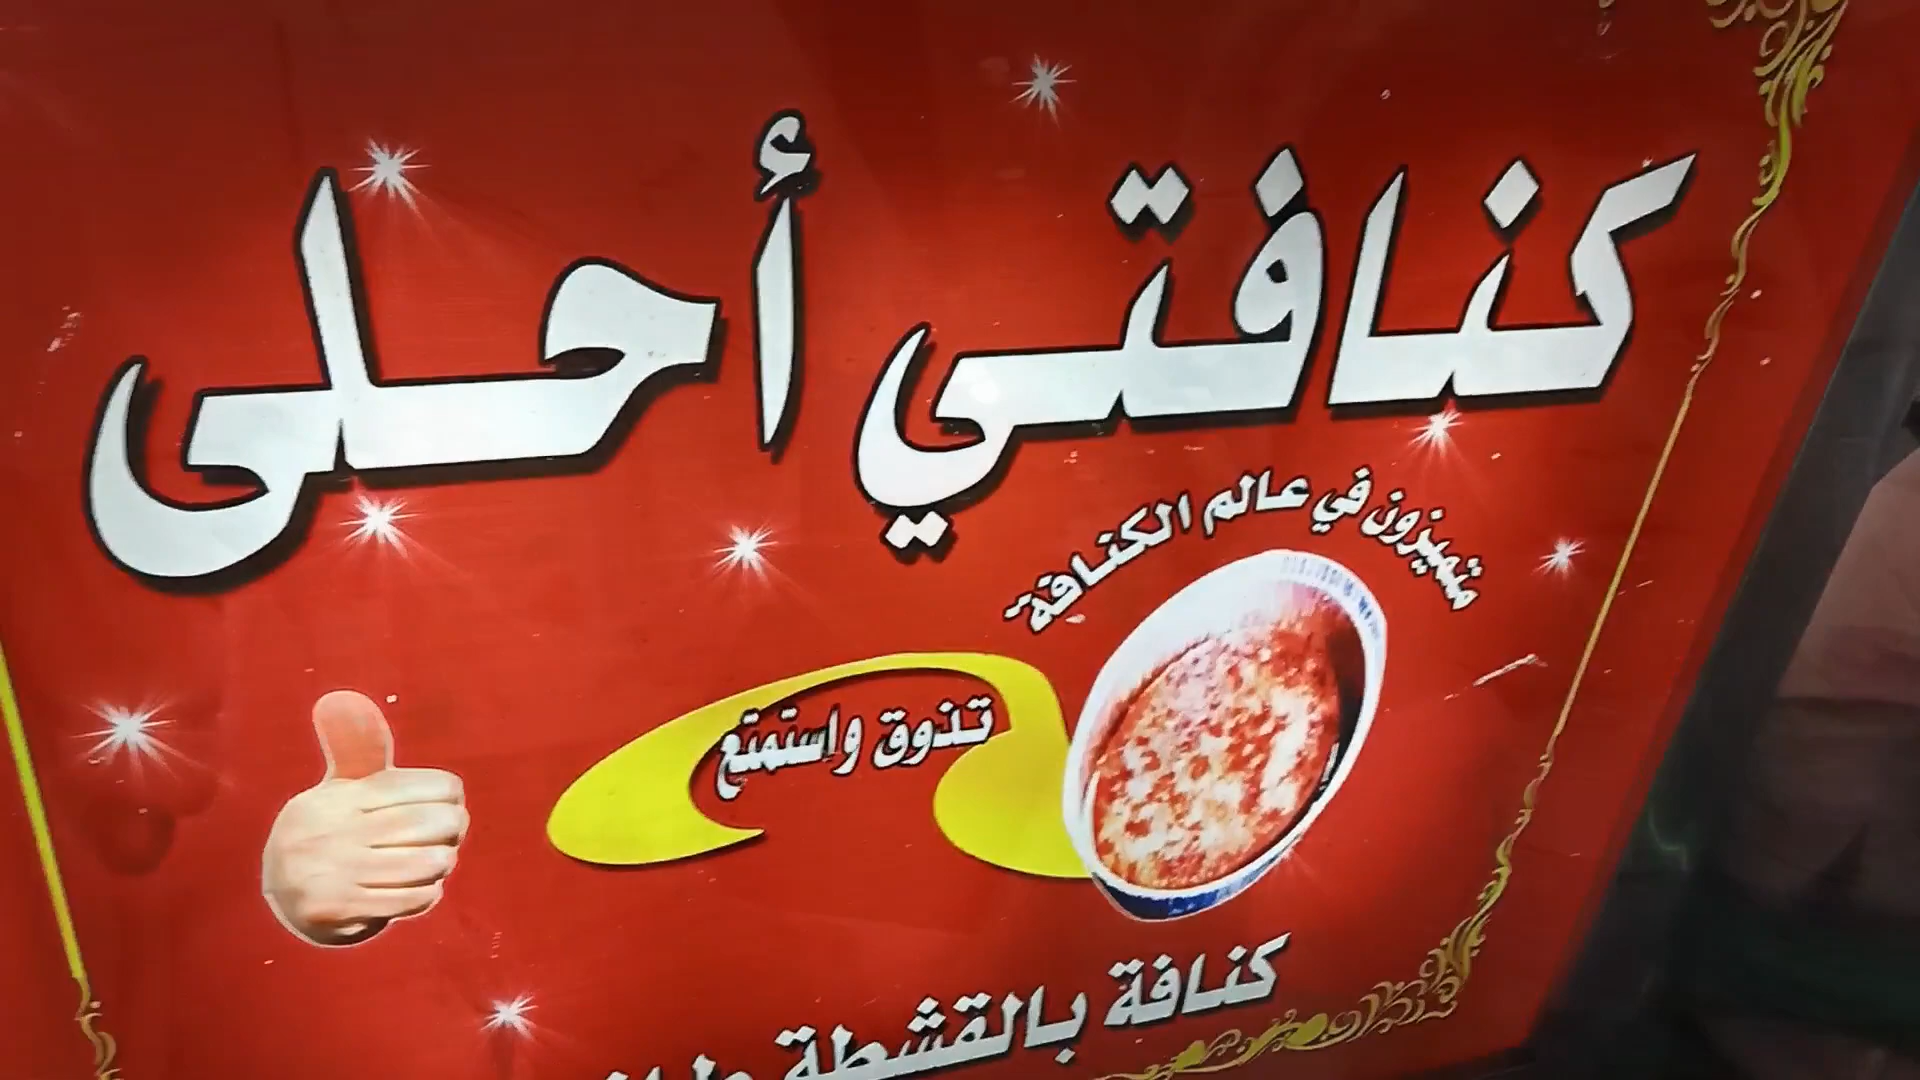 كنافتي أحلى
متميزون في عالم الكنافة
تذوق واستمتع
كنافة بالقشطة